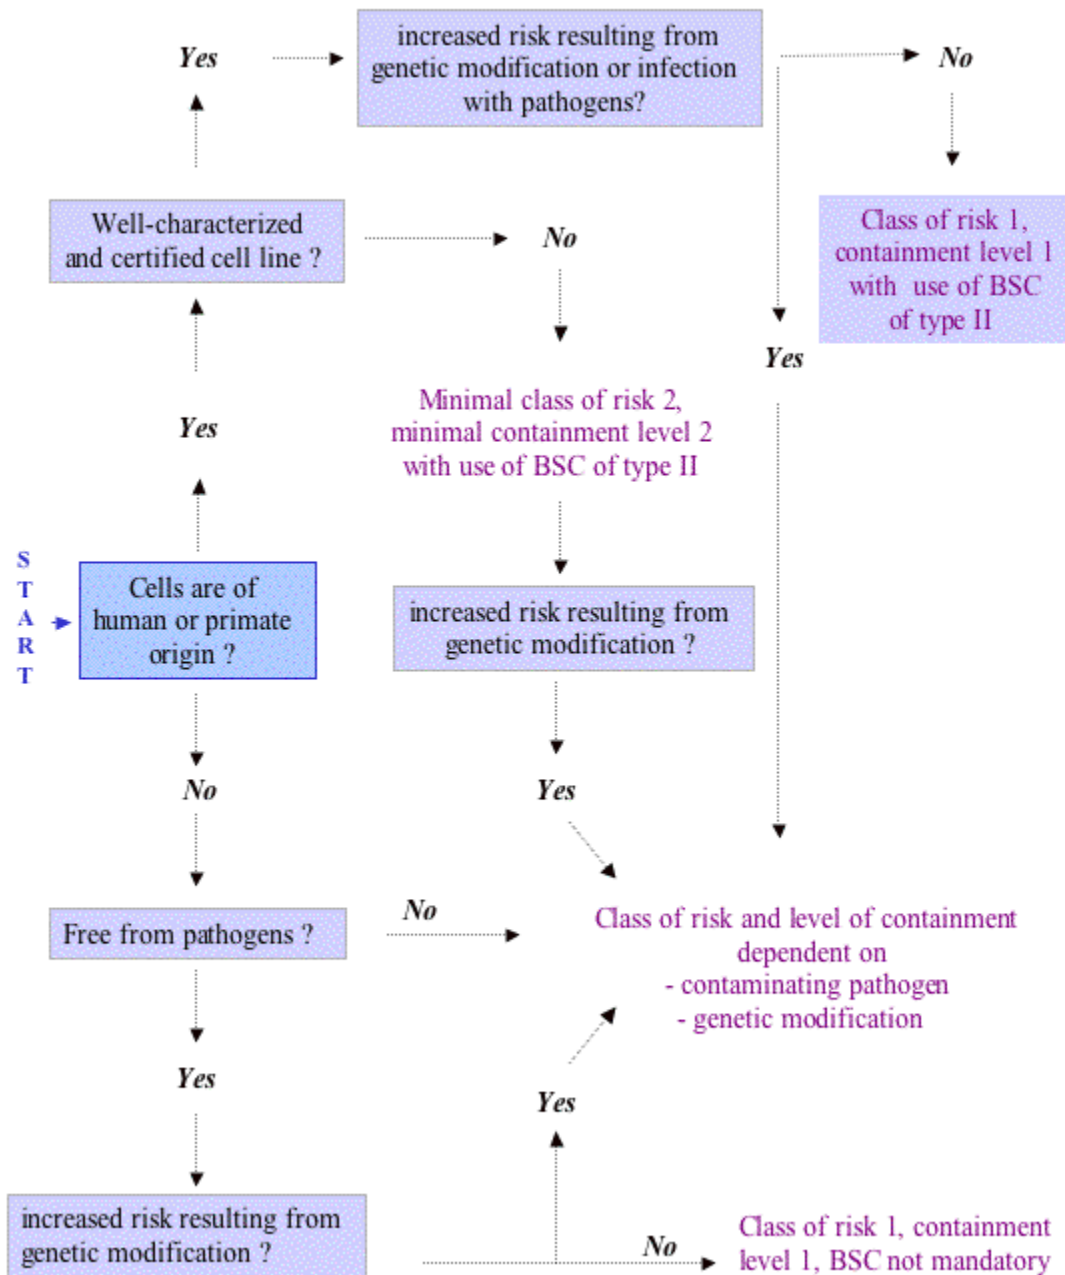 Yes
increased risk resulting from
genetic modification or infection
with pathogens?
No
Well-characterized
and certified cell line ?
No
Class of risk 1,
containment level 1
with use of BSC
of type II
Yes
Yes
Minimal class of risk 2,
minimal containment level 2
with use of BSC of type II
S
T
A
R
T
Cells are of
human or primate
origin ?
increased risk resulting from
genetic modification ?
No
Yes
Free from pathogens ?
No
Class of risk and level of containment
dependent on
- contaminating pathogen
- genetic modification
Yes
Yes
increased risk resulting from
genetic modification ?
No
Class of risk 1, containment
level 1, BSC not mandatory